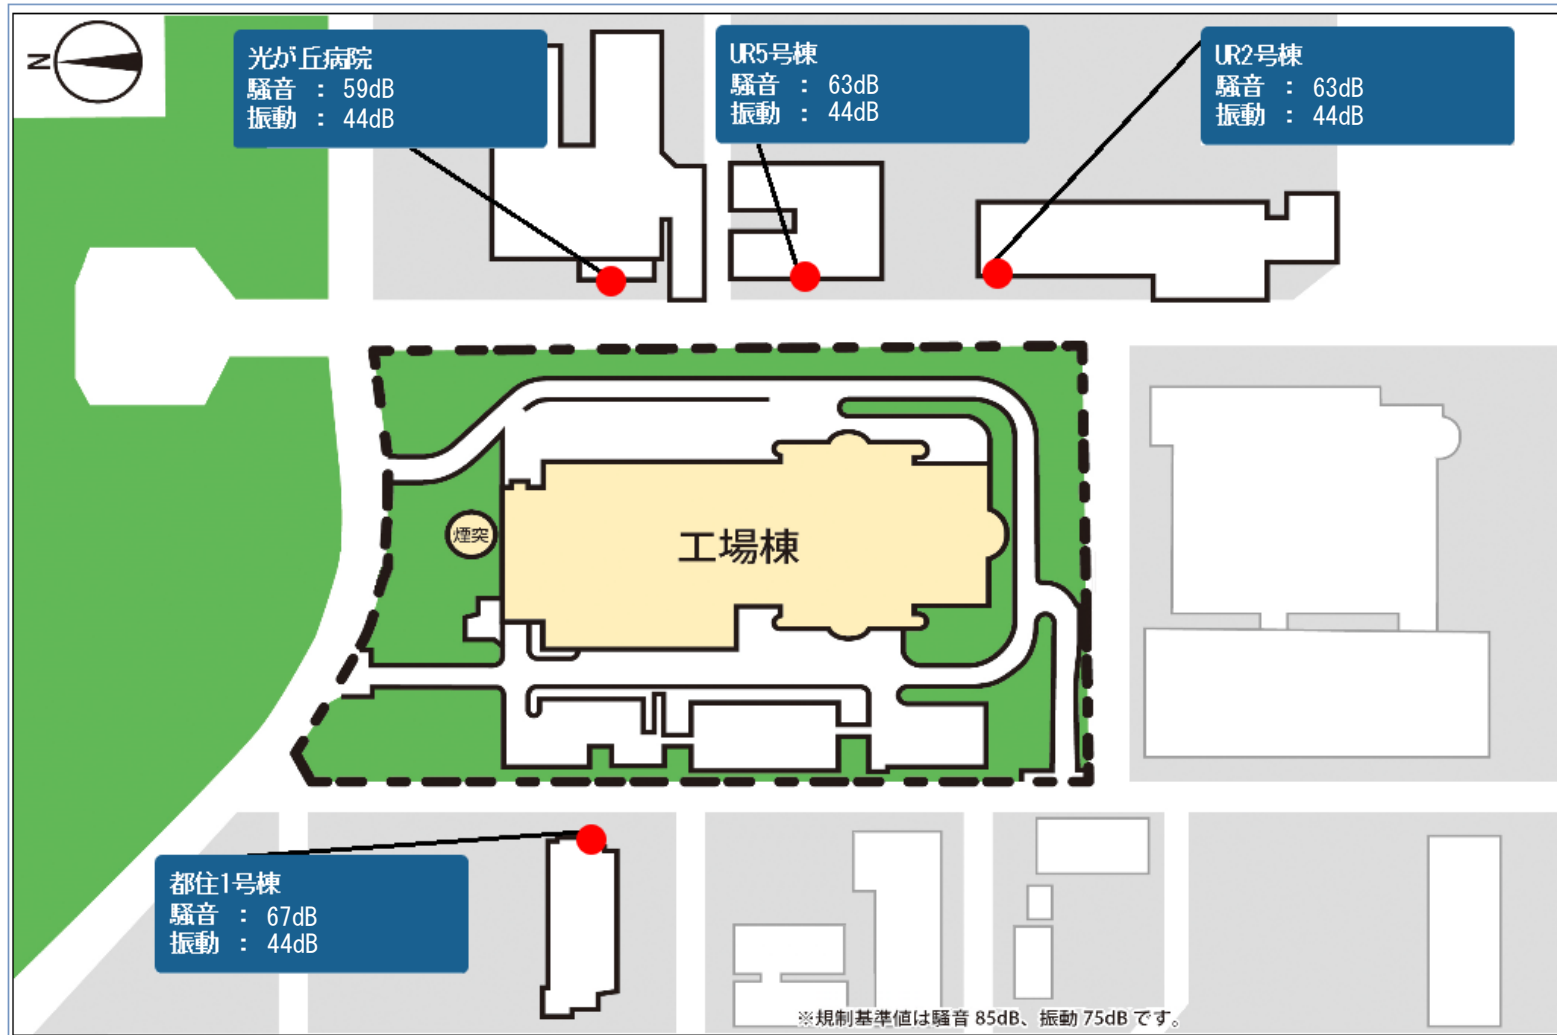 N
光が丘病院
騒音 : 59dB
振動 : 44dB
UR5号棟
騒音 : 63dB
振動 : 44dB
UR2号棟
騒音 : 63dB
振動 : 44dB
煙突
工場棟
都住1号棟
騒音 : 67dB
振動 : 44dB
※規制基準値は騒音 85dB、振動 75dB です。